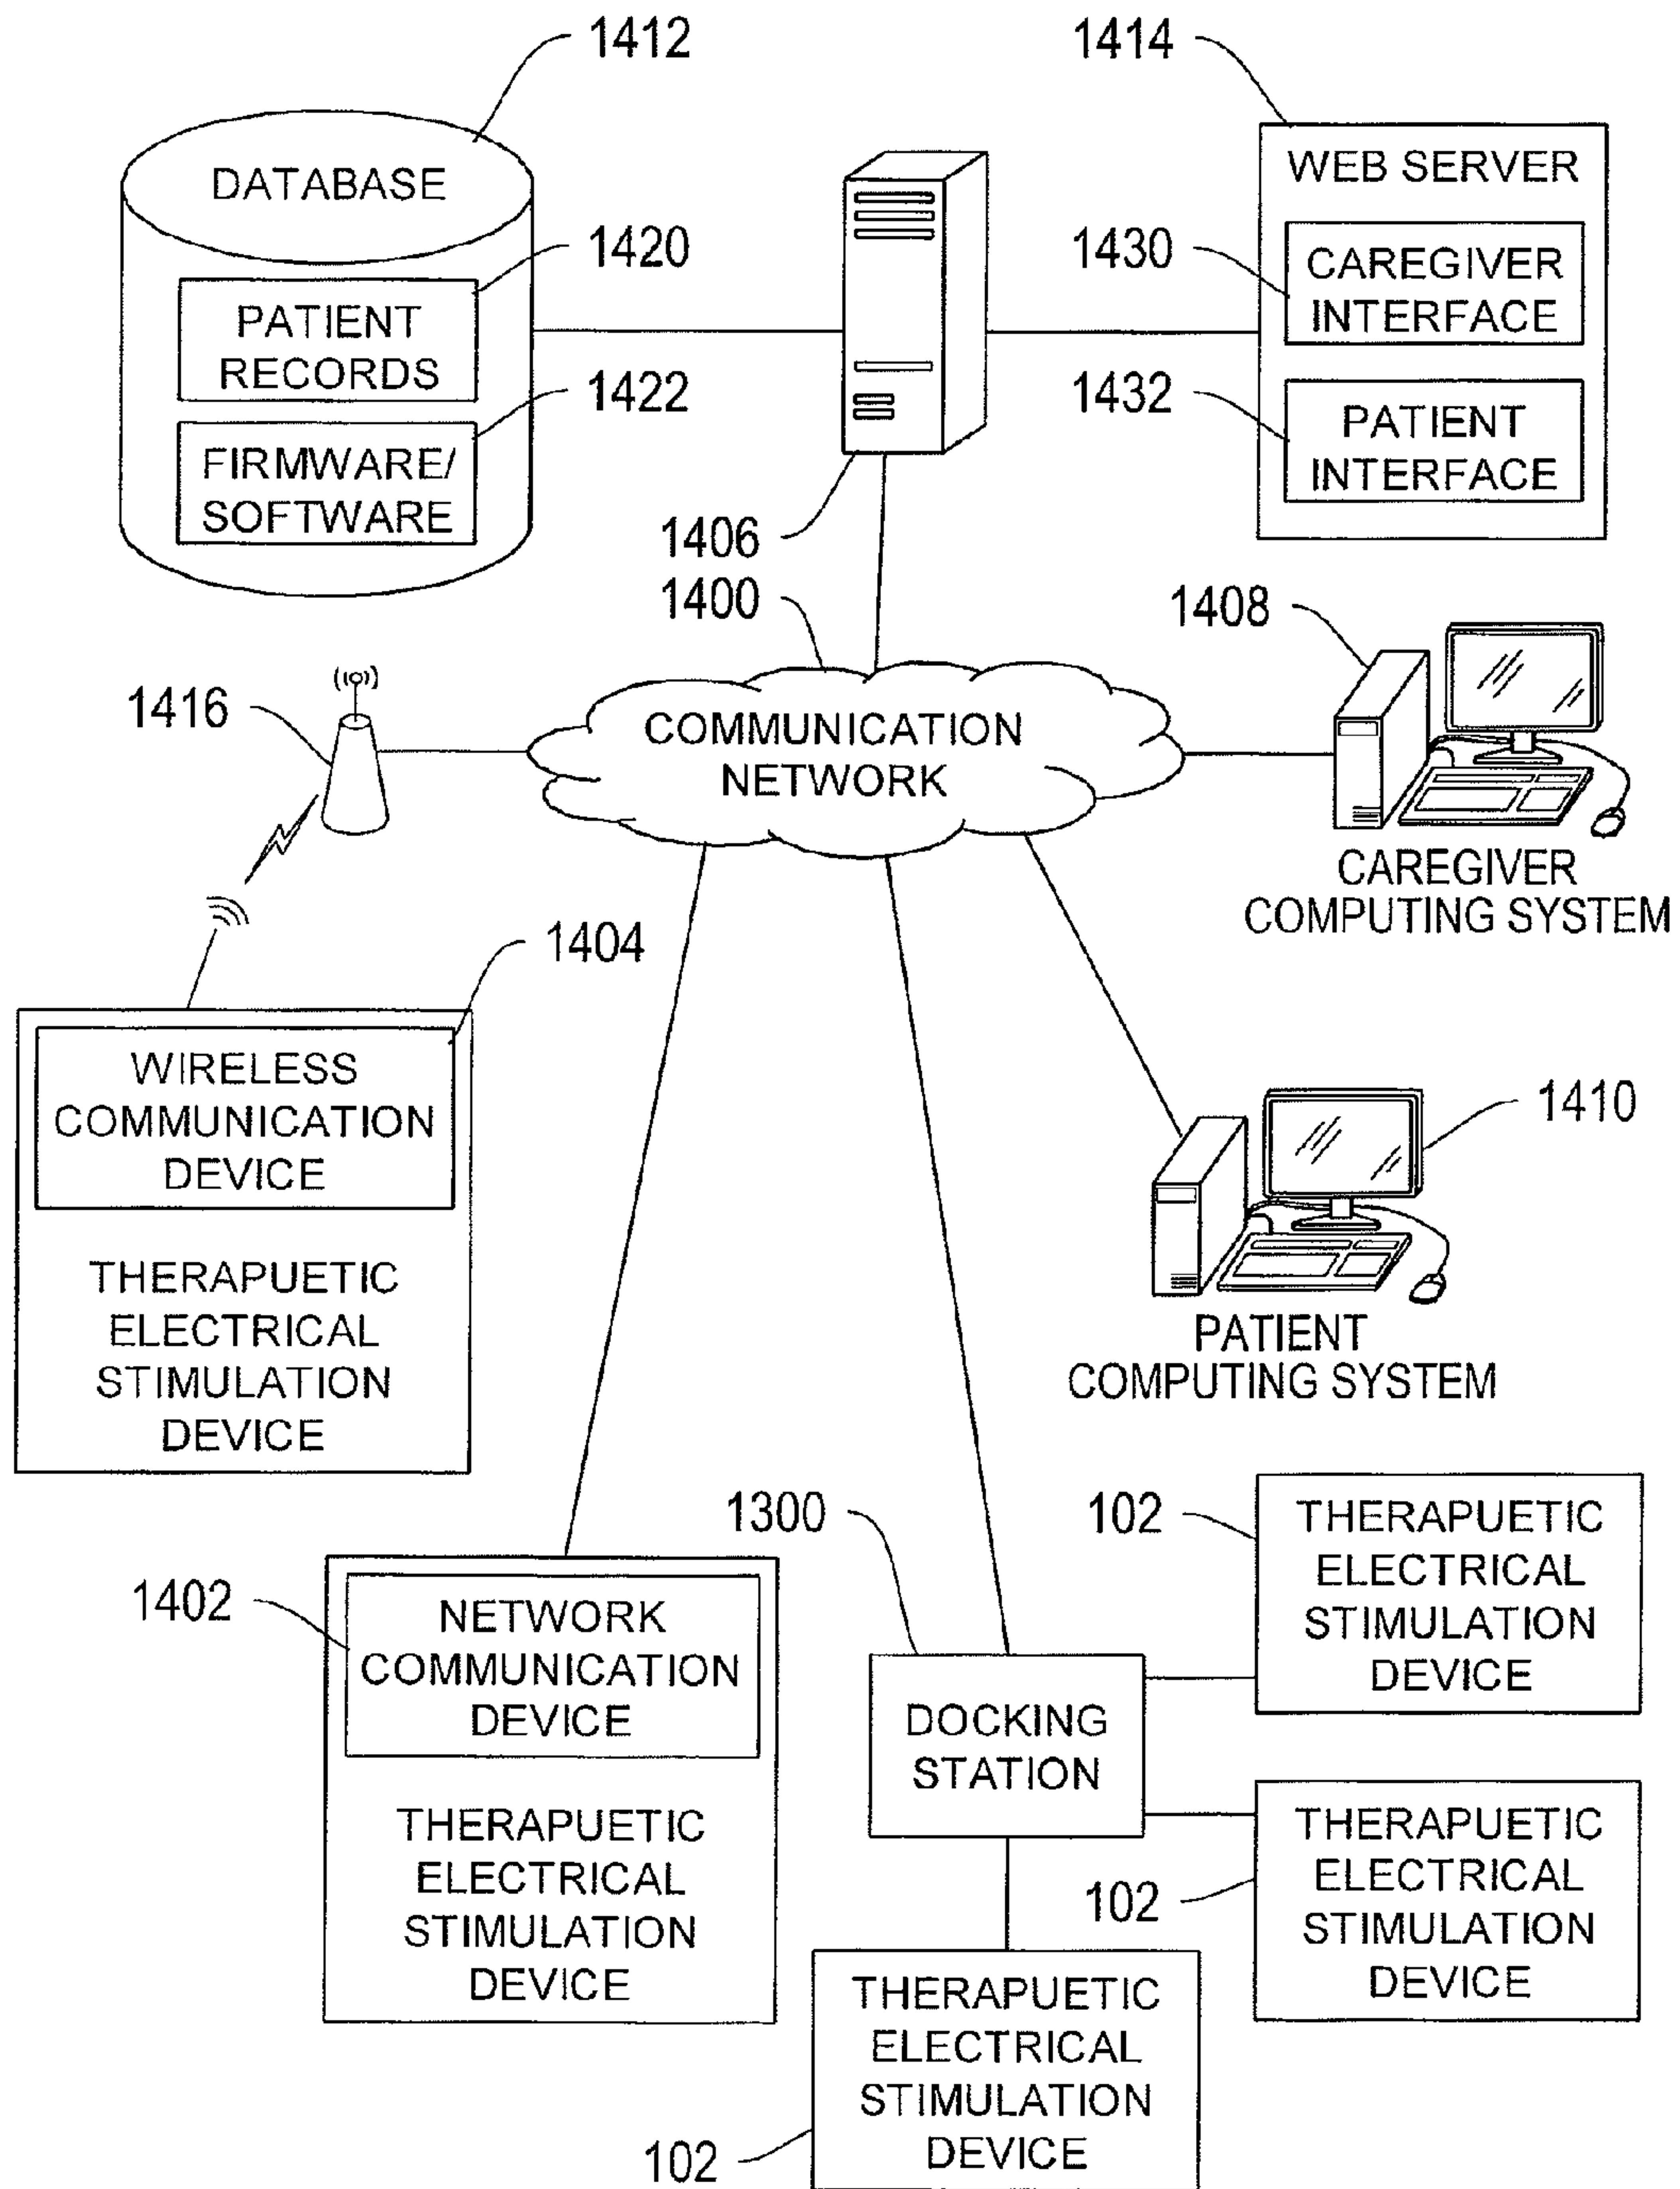 1412
1414
DATABASE
WEB SERVER
1420
1430
CAREGIVER
INTERFACE
PATIENT
RECORDS
1422
1432
PATIENT
INTERFACE
FIRMWARE/
SOFTWARE
1406
1400
1408
1416
COMMUNICATION
NETWORK
CAREGIVER
COMPUTING SYSTEM
1404
WIRELESS
COMMUNICATION
DEVICE
THERAPUETIC
ELECTRICAL
STIMULATION
DEVICE
1410
PATIENT
COMPUTING SYSTEM
1402
NETWORK
COMMUNICATION
DEVICE
THERAPUETIC
ELECTRICAL
STIMULATION
DEVICE
1300
DOCKING
STATION
102
THERAPUETIC
ELECTRICAL
STIMULATION
DEVICE
102
THERAPUETIC
ELECTRICAL
STIMULATION
DEVICE
102
THERAPUETIC
ELECTRICAL
STIMULATION
DEVICE